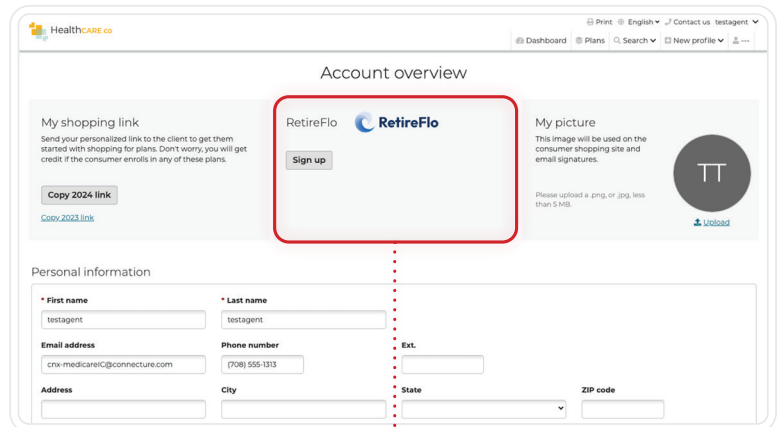 HealthCARE.co
Print English Contact us testagent
Dashboard Plans Search New profile ---
Account overview
My shopping link
Send your personalized link to the client to get them
started with shopping for plans. Don't worry, you will get
credit if the consumer enrolls in any of these plans.
Copy 2024 link
Copy 2023 link
RetireFlo RetireFlo
Sign up
My picture
This image will be used on the
consumer shopping site and
email signatures.
Please upload a .png, or .jpg, less
than 5 MB.
TT
Upload
Personal information
* First name * Last name
testagent testagent
Email address Phone number Ext.
cnx-medicareIC@connecture.com (708) 555-1313
Address City State ZIP code